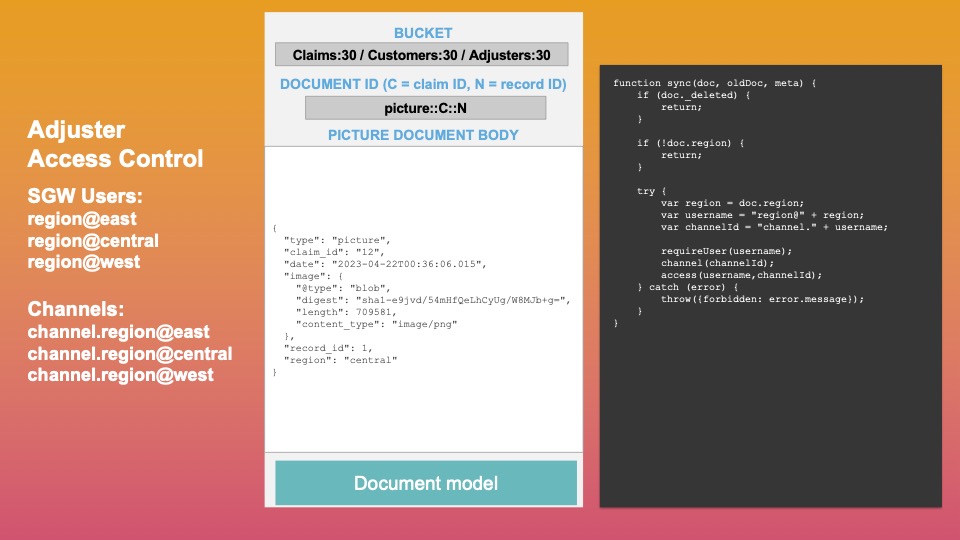 Adjuster
Access Control
SGW Users:
region@east
region@central
region@west
Channels:
channel.region@east
channel.region@central
channel.region@west
BUCKET
Claims:30 / Customers:30 / Adjusters:30
DOCUMENT ID (C = claim ID, N = record ID)
picture::C::N
PICTURE DOCUMENT BODY
{
  "type": "picture",
  "claim_id": "12",
  "date": "2023-04-22T00:36:06.015",
  "image": {
    "@type": "blob",
    "digest": "sha1-e9jvd/54mHfQeLhCyUg/W8MJb+g=",
    "length": 709581,
    "content_type": "image/png"
  },
  "record_id": 1,
  "region": "central"
}
Document model
function sync(doc, oldDoc, meta) {
    if (doc._deleted) {
        return;
    }
    if (!doc.region) {
        return;
    }
    try {
        var region = doc.region;
        var username = "region@" + region;
        var channelId = "channel." + username;
        requireUser(username);
        channel(channelId);
        access(username,channelId);
    } catch (error) {
        throw({forbidden: error.message});
    }
}